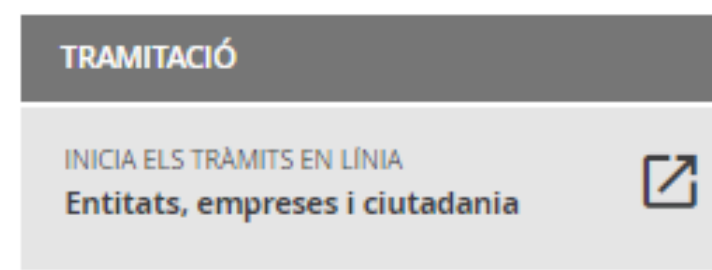 TRAMITACIÓ
INICIA ELS TRÀMITS EN LÍNIA
Entitats, empreses i ciutadania